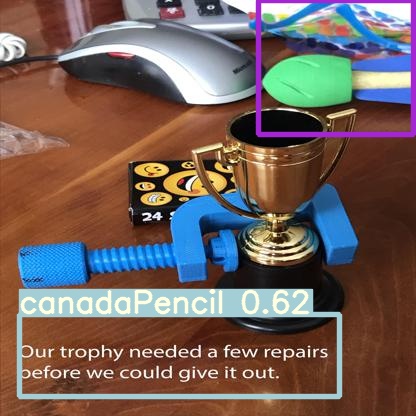 24 S
canadaPencil 0.62
Our trophy needed a few repairs
before we could give it out.